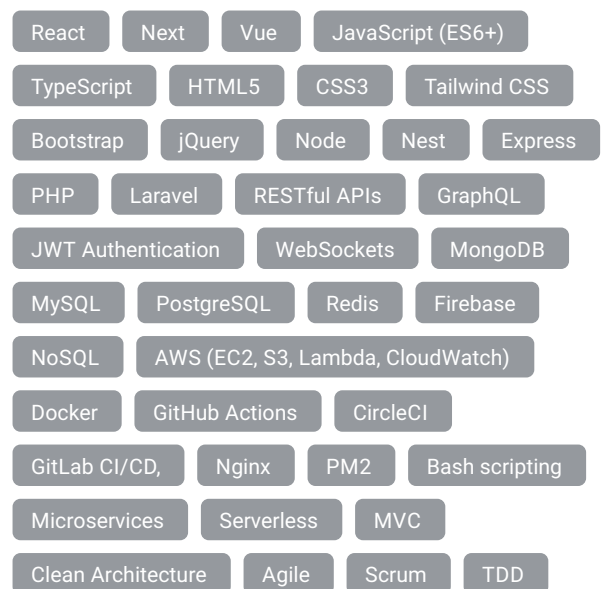 React Next Vue JavaScript (ES6+)
TypeScript HTML5 CSS3 Tailwind CSS
Bootstrap jQuery Node Nest Express
PHP Laravel RESTful APIs GraphQL
JWT Authentication WebSockets MongoDB
MySQL PostgreSQL Redis Firebase
NoSQL AWS (EC2, S3, Lambda, CloudWatch)
Docker GitHub Actions CircleCI
GitLab CI/CD, Nginx PM2 Bash scripting
Microservices Serverless MVC
Clean Architecture Agile Scrum TDD